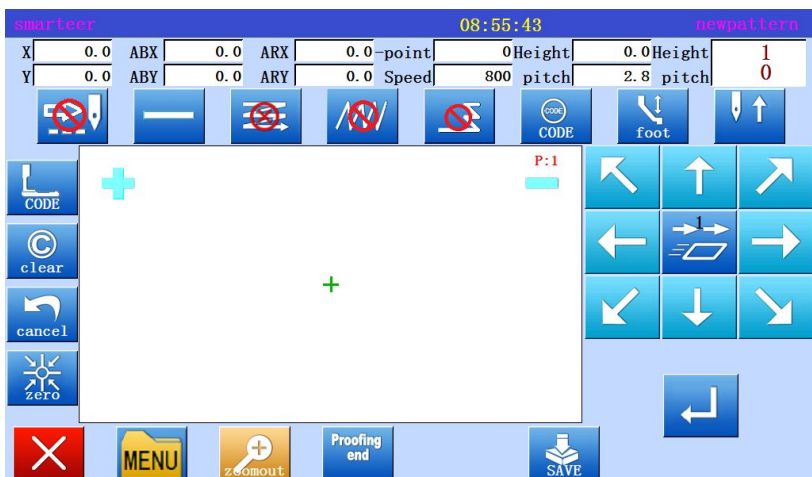 smarteer 08:55:43 newpattern
X 0.0 ABX 0.0 ARX 0.0 -point 0 Height 0.0 Height 1
Y 0.0 ABY 0.0 ARY 0.0 Speed 800 pitch 2.8 pitch 0
CODE
CODE foot
P:1
CODE
1
clear
cancel
zero
MENU zoomout Proofing end SAVE